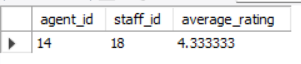 agent_id staff_id average_rating
14 18 4.333333